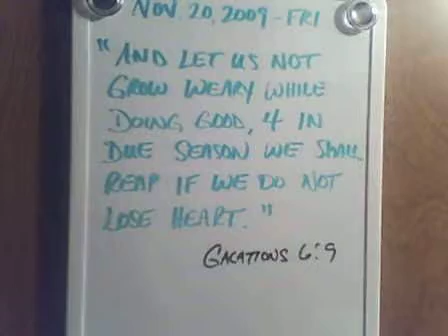 NOV. 20, 2009 - FRI
"AND LET US NOT
GROW WEARY WHILE
DOING GOOD, 4 IN
DUE SEASON WE SHALL
REAP IF WE DO NOT
LOSE HEART."
GALATIONS 6:9